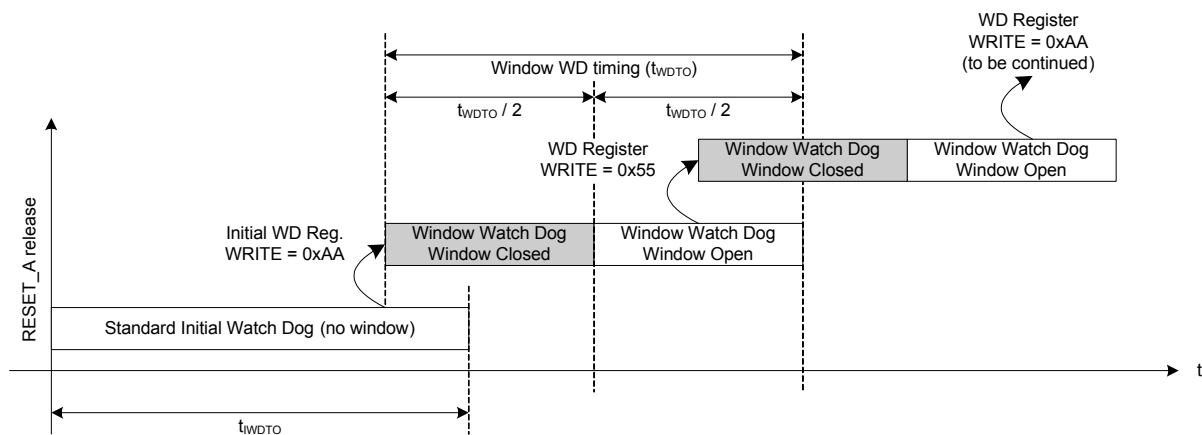 WD Register
WRITE = 0xAA
(to be continued)
Window WD timing (tWDTO)
tWDTO / 2
tWDTO / 2
WD Register
WRITE = 0x55
Window Watch Dog
Window Closed
Window Watch Dog
Window Open
Initial WD Reg.
WRITE = 0xAA
Window Watch Dog
Window Closed
Window Watch Dog
Window Open
RESET_A release
Standard Initial Watch Dog (no window)
t
tIWDTO